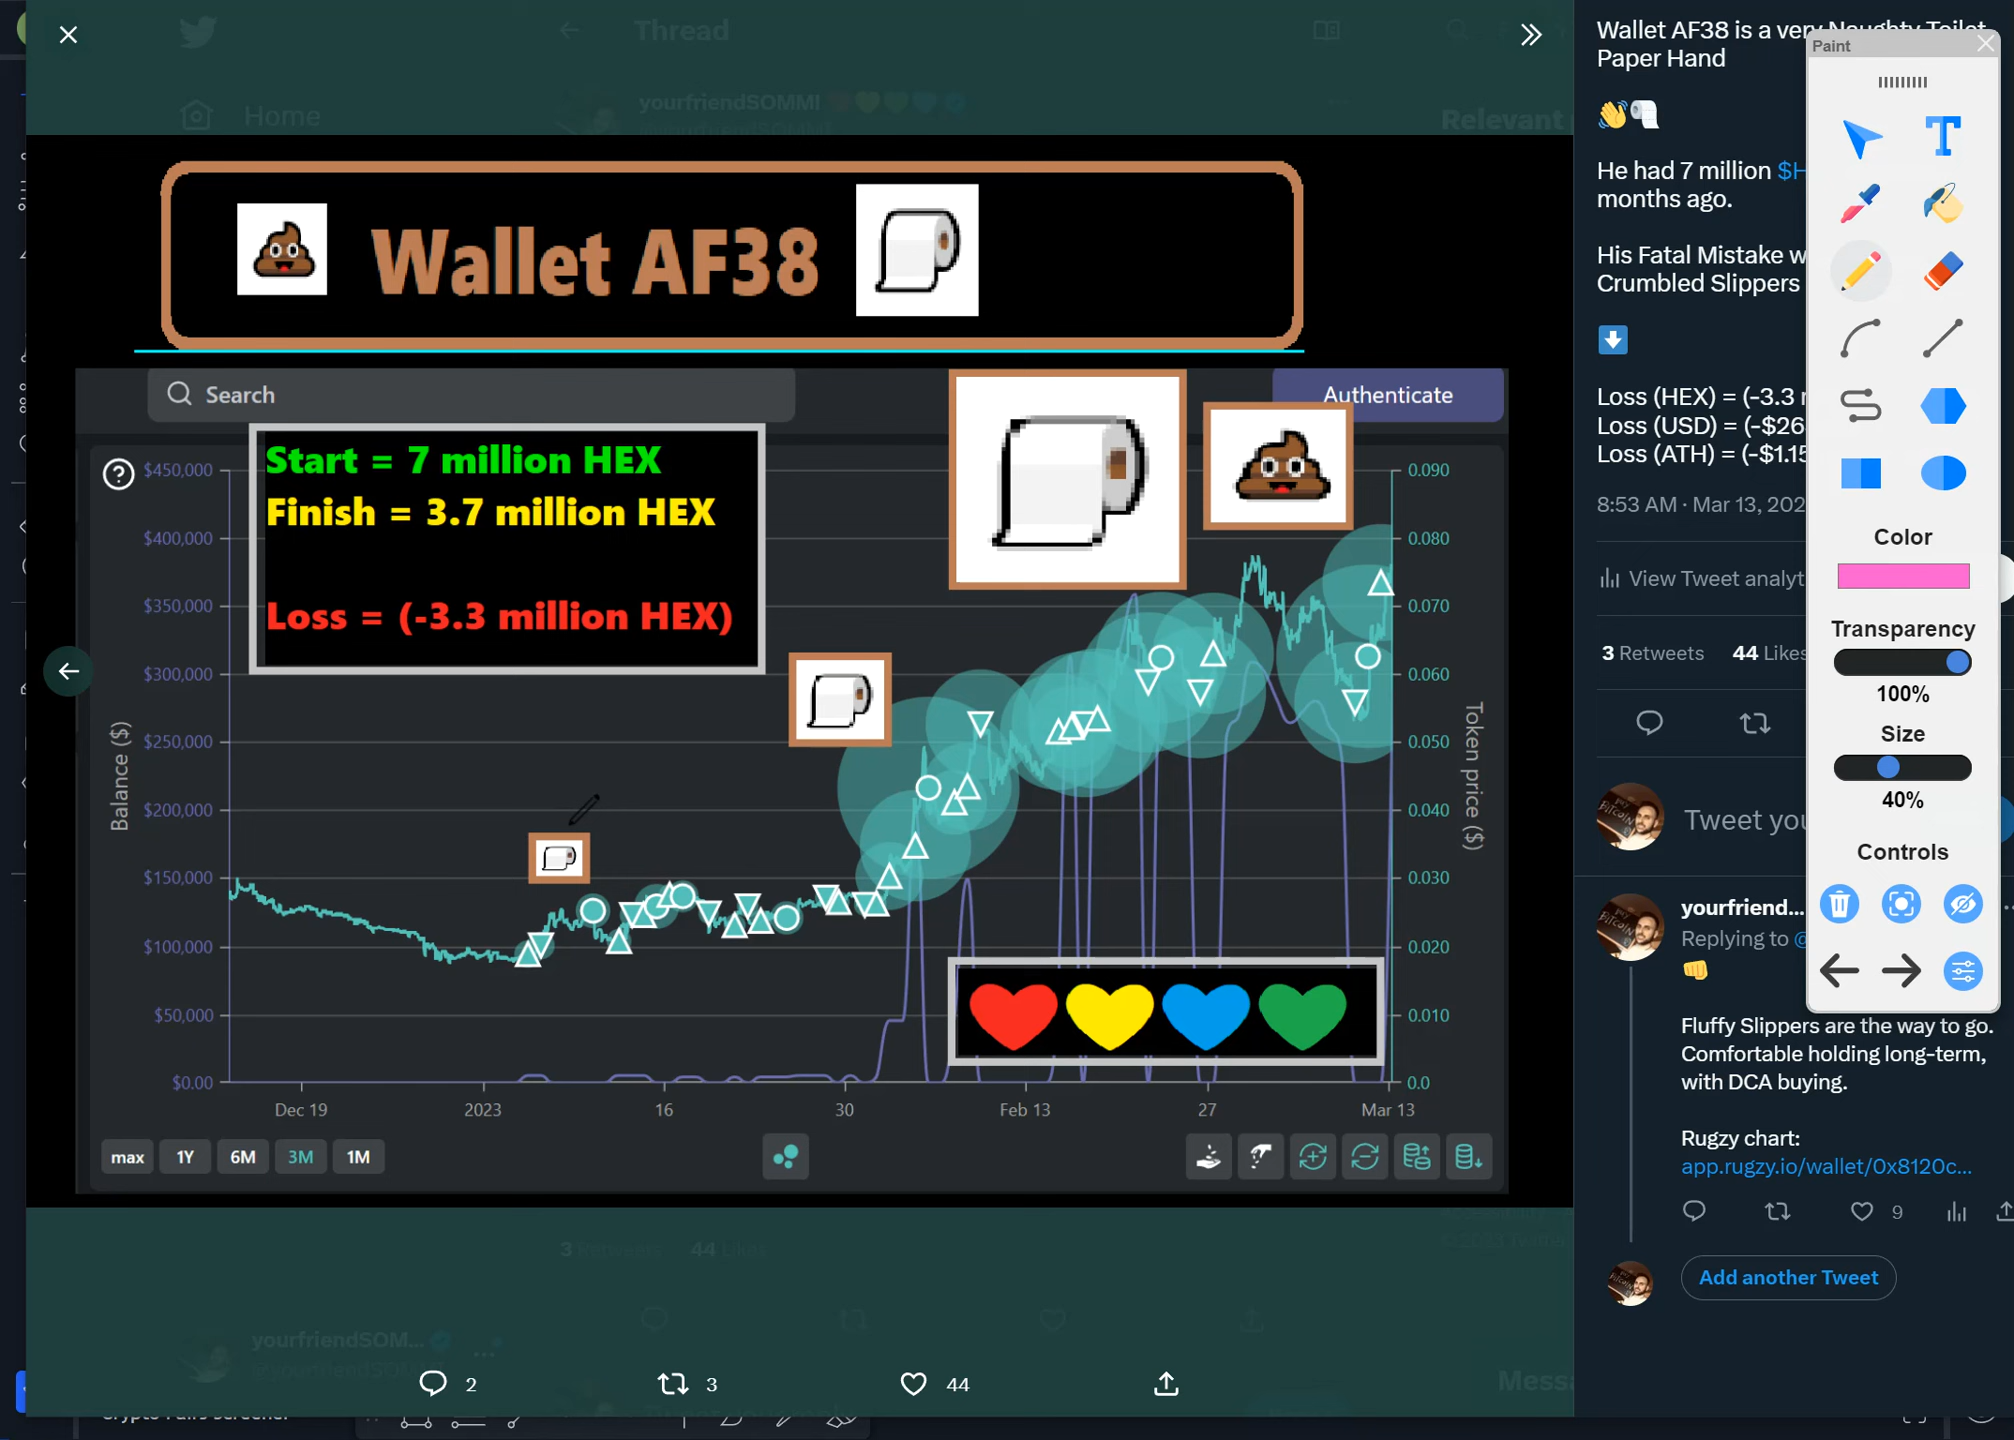 Thread
Home
yourfriendSOMMI
Relevant
Wallet AF38
Search
Authenticate
Start = 7 million HEX
Finish = 3.7 million HEX
Loss = (-3.3 million HEX)
$450,000
$400,000
$350,000
$300,000
$250,000
$200,000
$150,000
$100,000
$50,000
$0.00
Balance ($)
0.090
0.080
0.070
0.060
0.050
0.040
0.030
0.020
0.010
0.0
Token price ($)
Dec 19 2023 16 30 Feb 13 27 Mar 13
max 1Y 6M 3M 1M
3 Retweets 44 Likes
yourfriendSOM...
2 3 44
Wallet AF38 is a very Naughty Toilet
Paper Hand
He had 7 million $H
months ago.
His Fatal Mistake w
Crumbled Slippers
Loss (HEX) = (-3.3
Loss (USD) = (-$26
Loss (ATH) = (-$1.15
8:53 AM · Mar 13, 202
View Tweet analyt
3 Retweets 44 Likes
Tweet you
yourfriend...
Replying to @
Fluffy Slippers are the way to go.
Comfortable holding long-term,
with DCA buying.
Rugzy chart:
app.rugzy.io/wallet/0x8120c...
9
Add another Tweet
Paint
Color
Transparency
100%
Size
40%
Controls